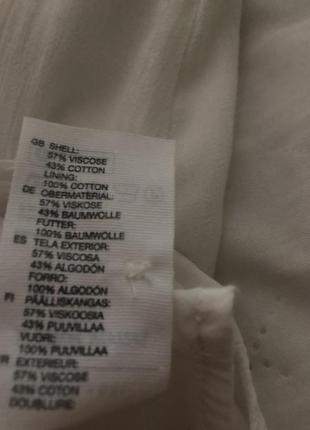 GB SHELL:
57% VISCOSE
43% COTTON
LINING:
100% COTTON
DE OBERMATERIAL:
57% VISKOSE
43% BAUMWOLLE
FUTTER:
100% BAUMWOLLE
ES TELA EXTERIOR:
57% VISCOSA
43% ALGODÓN
FORRO:
100% ALGODÓN
FI PÄÄLLISKANGAS:
57% VISKOOSIA
43% PUUVILLAA
VUORI:
100% PUUVILLAA
FR EXTERIEUR:
57% VISCOSE
43% COTON
DOUBLURE: